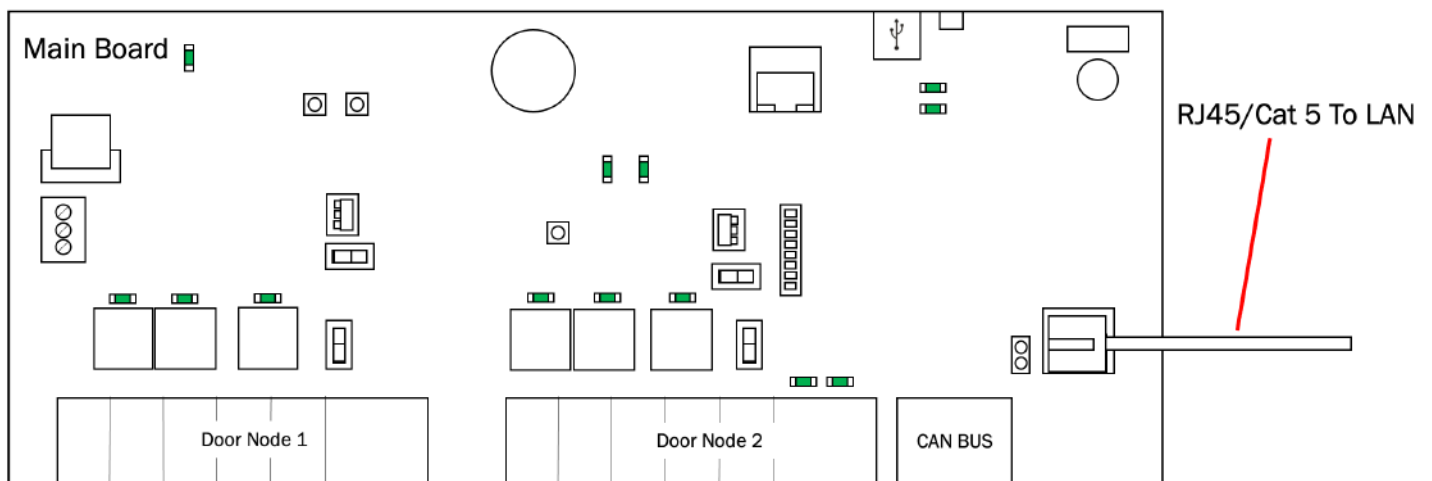 Main Board
RJ45/Cat 5 To LAN
Door Node 1
Door Node 2
CAN BUS